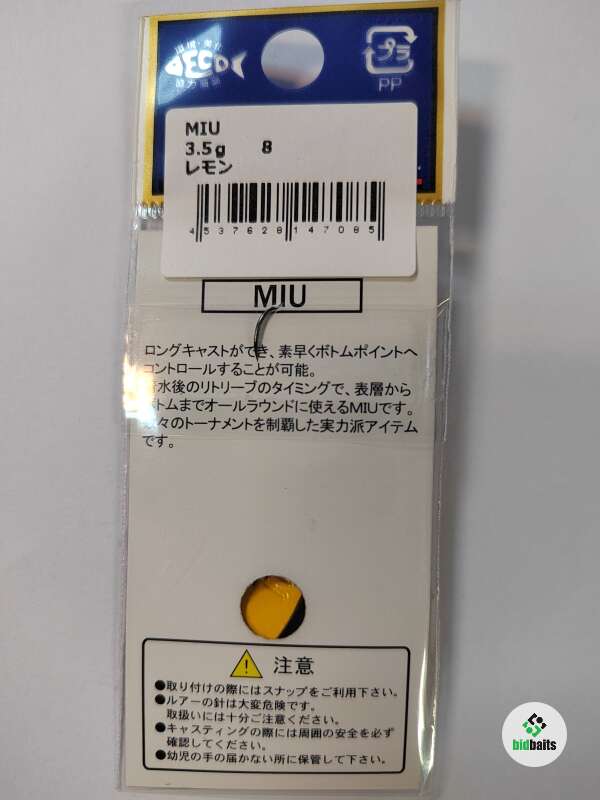 環境・実化
DECOY
プラ
PP
MIU
3.5g 8
レモン
4 537628 147085
MIU
ロングキャストができ、素早くボトムポイントへ
コントロールすることが可能。
水後のリトリーブのタイミングで、表層から
トムまでオールラウンドに使えるMIUです。
々のトーナメントを制覇した実力派アイテム
です。
注意
●取り付けの際にはスナップをご利用下さい。
●ルアーの針は大変危険です。
取扱いには十分ご注意ください。
●キャスティングの際には周囲の安全を必ず
確認してください。
●幼児の手の届かない所に保管して下さい。
bidbaits